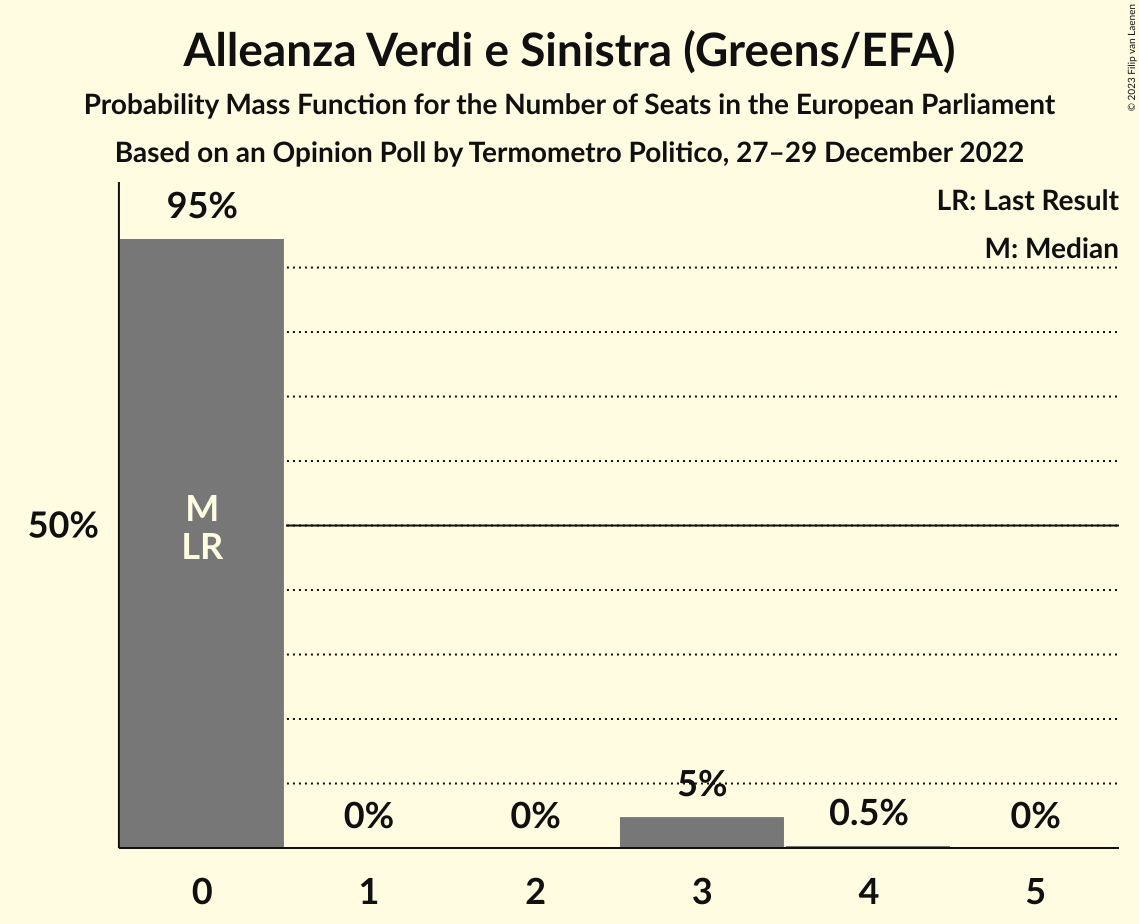 Alleanza Verdi e Sinistra (Greens/EFA)
Probability Mass Function for the Number of Seats in the European Parliament
Based on an Opinion Poll by Termometro Politico, 27–29 December 2022
© 2023 Filip van Laenen
LR: Last Result
M: Median
95%
M
LR
50%
5%
0%
0%
0.5%
0%
0
1
2
3
4
5